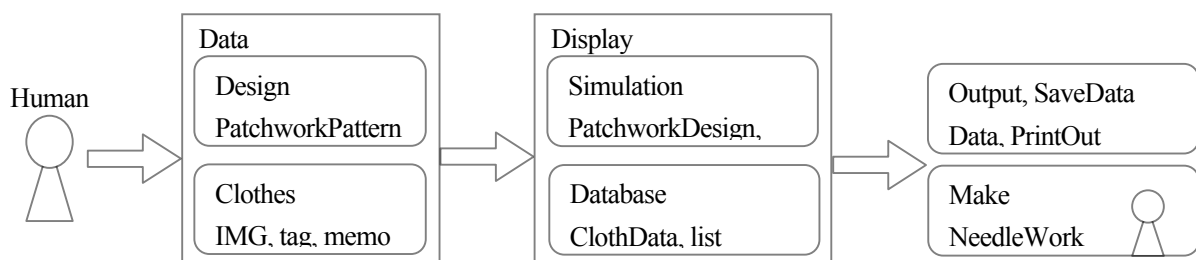 Human
Data
Design
PatchworkPattern
Clothes
IMG, tag, memo
Display
Simulation
PatchworkDesign,
Database
ClothData, list
Output, SaveData
Data, PrintOut
Make
NeedleWork